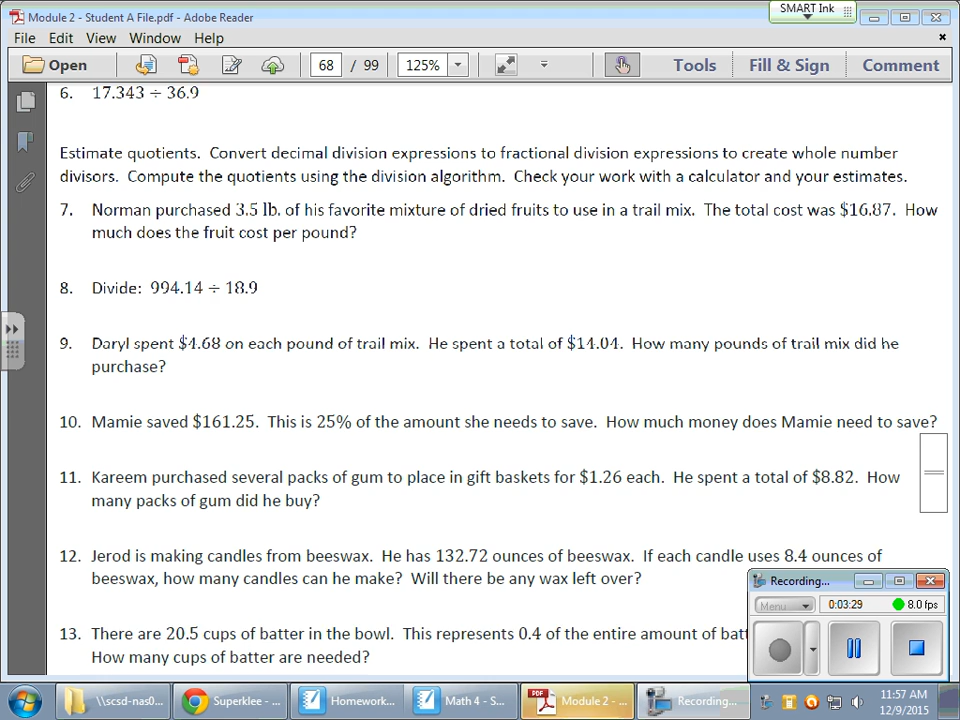 Module 2 - Student A File.pdf - Adobe Reader
SMART Ink
File Edit View Window Help
Open 68 / 99 125% Tools Fill & Sign Comment
6. 17.343 ÷ 36.9
Estimate quotients. Convert decimal division expressions to fractional division expressions to create whole number
divisors. Compute the quotients using the division algorithm. Check your work with a calculator and your estimates.
7. Norman purchased 3.5 lb. of his favorite mixture of dried fruits to use in a trail mix. The total cost was $16.87. How
much does the fruit cost per pound?
8. Divide: 994.14 ÷ 18.9
9. Daryl spent $4.68 on each pound of trail mix. He spent a total of $14.04. How many pounds of trail mix did he
purchase?
10. Mamie saved $161.25. This is 25% of the amount she needs to save. How much money does Mamie need to save?
11. Kareem purchased several packs of gum to place in gift baskets for $1.26 each. He spent a total of $8.82. How
many packs of gum did he buy?
12. Jerod is making candles from beeswax. He has 132.72 ounces of beeswax. If each candle uses 8.4 ounces of
beeswax, how many candles can he make? Will there be any wax left over?
13. There are 20.5 cups of batter in the bowl. This represents 0.4 of the entire amount of batt
How many cups of batter are needed?
Recording...
Menu 0:03:29 8.0 fps
\\scsd-nas0... Superklee - ... Homework... Math 4 - S... PDF Module 2 - ... Recording...
11:57 AM
12/9/2015